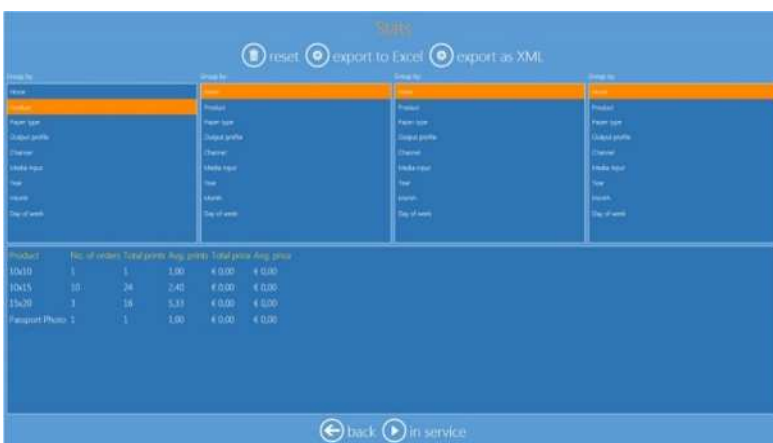 Stats
reset export to Excel export as XML
Group by: Group by: Group by: Group by:
None None None None
Product Product Product Product
Paper type Paper type Paper type Paper type
Output profile Output profile Output profile Output profile
Channel Channel Channel Channel
Media input Media input Media input Media input
Year Year Year Year
Month Month Month Month
Day of week Day of week Day of week Day of week
Product No. of orders Total prints Avg. prints Total price Avg. price
10x10 1 1 1,00 € 0,00 € 0,00
10x15 10 24 2,40 € 0,00 € 0,00
15x20 3 16 5,33 € 0,00 € 0,00
Passport Photo 1 1 1,00 € 0,00 € 0,00
back in service